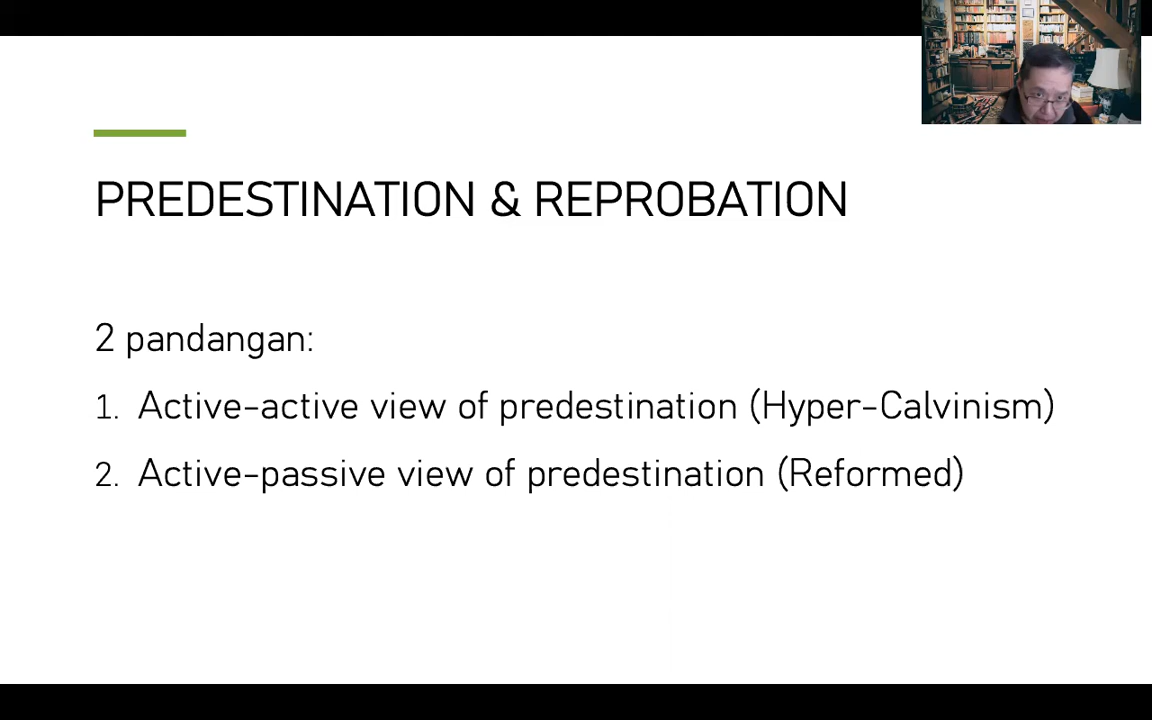 PREDESTINATION & REPROBATION
2 pandangan:
1. Active-active view of predestination (Hyper-Calvinism)
2. Active-passive view of predestination (Reformed)